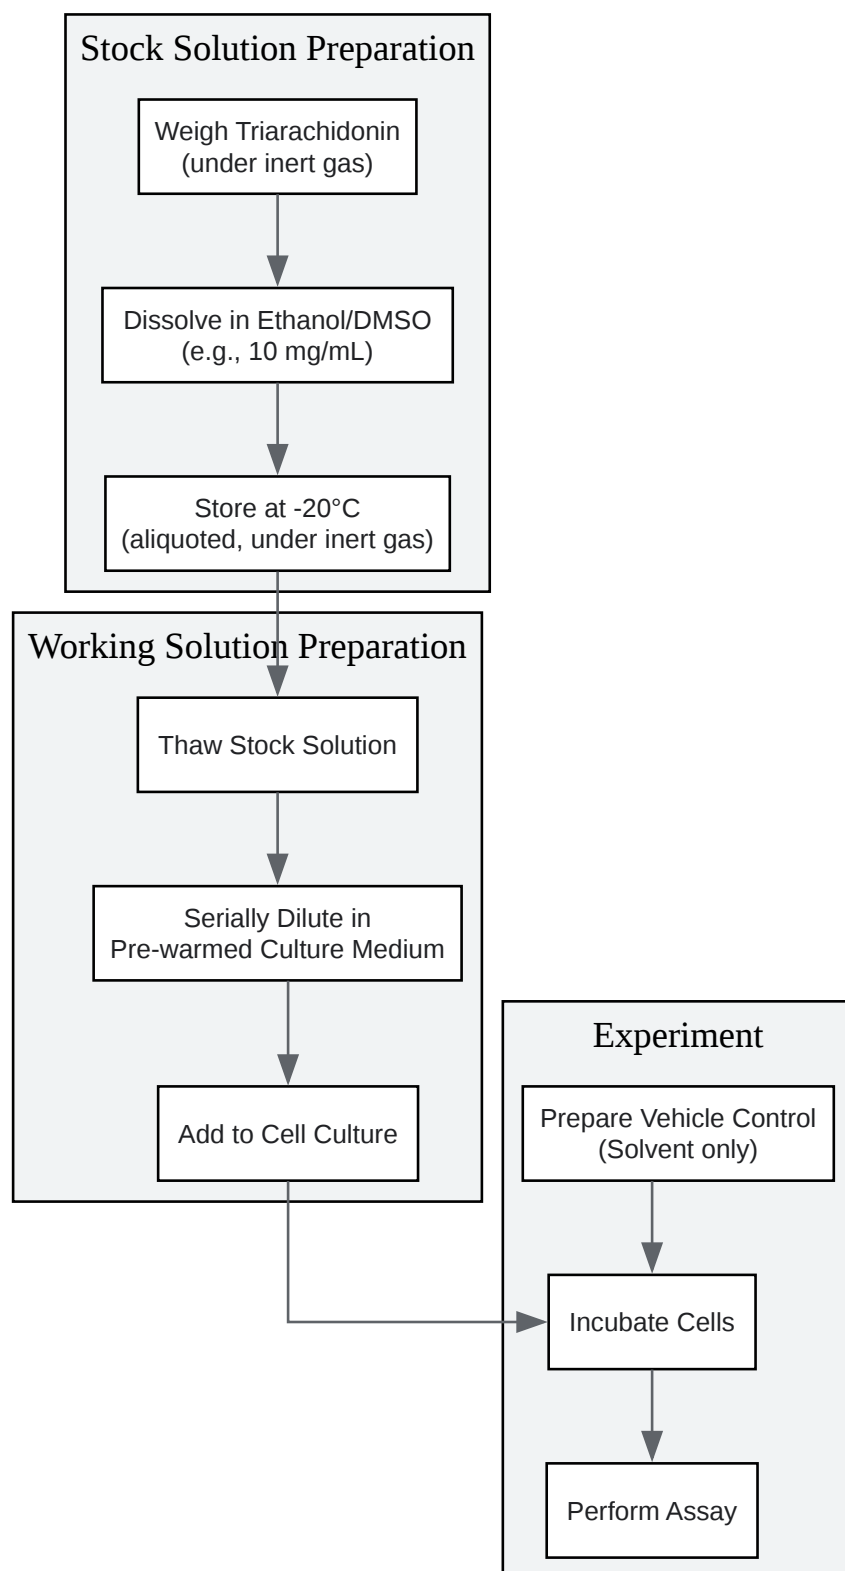 Stock Solution Preparation
Weigh Triarachidonin
(under inert gas)
Dissolve in Ethanol/DMSO
(e.g., 10 mg/mL)
Store at -20°C
(aliquoted, under inert gas)
Working Solution Preparation
Thaw Stock Solution
Serially Dilute in
Pre-warmed Culture Medium
Add to Cell Culture
Experiment
Prepare Vehicle Control
(Solvent only)
Incubate Cells
Perform Assay